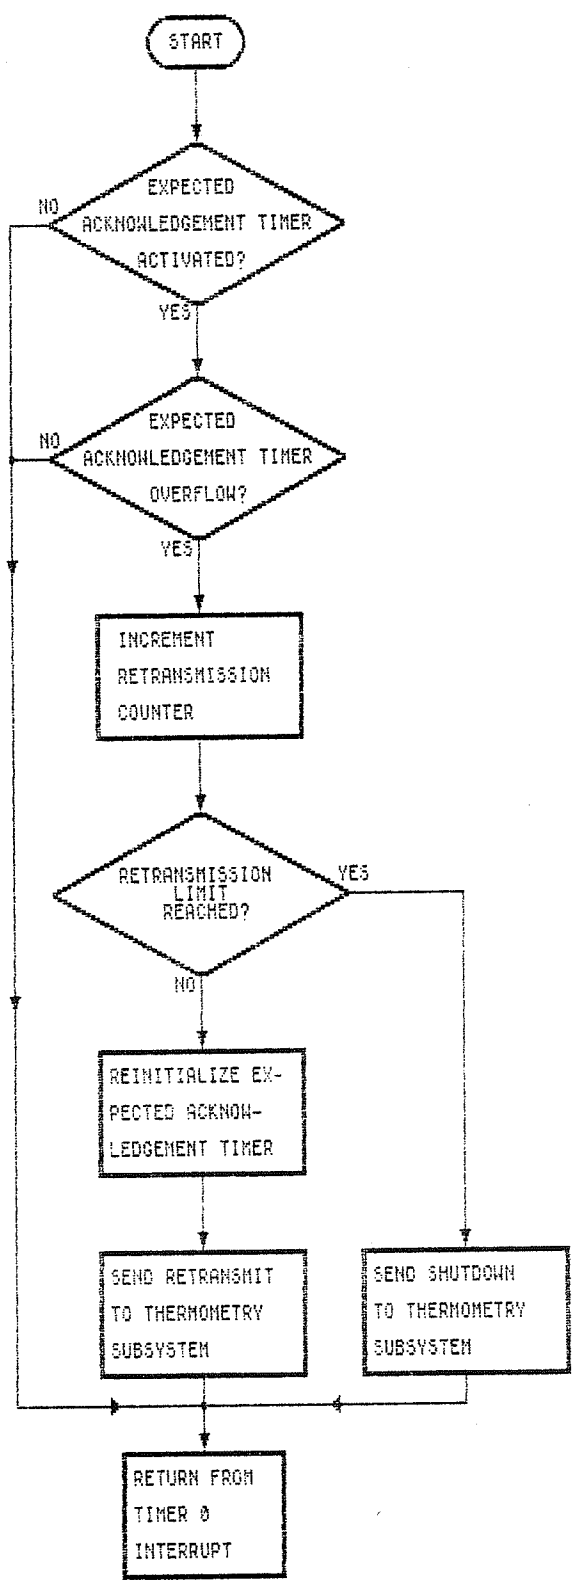 START
EXPECTED
ACKNOWLEDGEMENT TIMER
ACTIVATED?
NO
YES
EXPECTED
ACKNOWLEDGEMENT TIMER
OVERFLOW?
NO
YES
INCREMENT
RETRANSMISSION
COUNTER
RETRANSMISSION
LIMIT
REACHED?
YES
NO
REINITIALIZE EX-
PECTED ACKNOW-
LEDGEMENT TIMER
SEND RETRANSMIT
TO THERMOMETRY
SUBSYSTEM
SEND SHUTDOWN
TO THERMOMETRY
SUBSYSTEM
RETURN FROM
TIMER 0
INTERRUPT